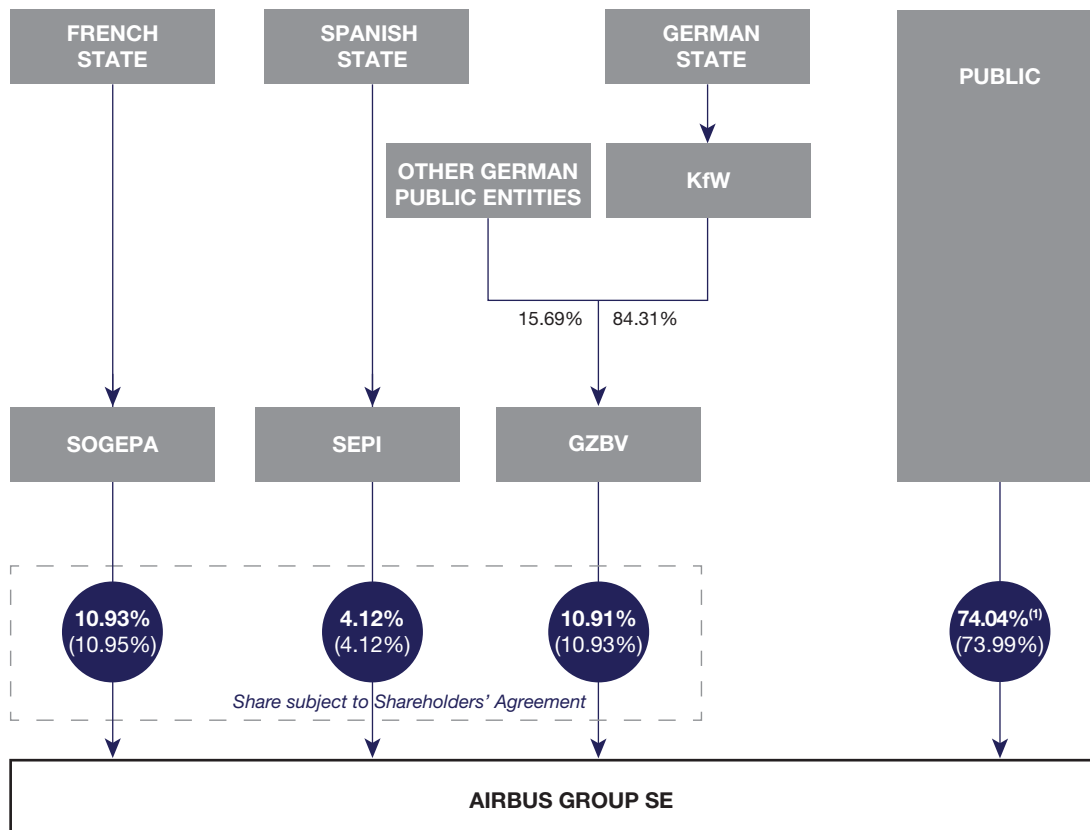 FRENCH
STATE
SPANISH
STATE
GERMAN
STATE
PUBLIC
OTHER GERMAN
PUBLIC ENTITIES
KfW
15.69%
84.31%
SOGEPA
SEPI
GZBV
10.93%
(10.95%)
4.12%
(4.12%)
10.91%
(10.93%)
74.04%(1)
(73.99%)
Share subject to Shareholders’ Agreement
AIRBUS GROUP SE